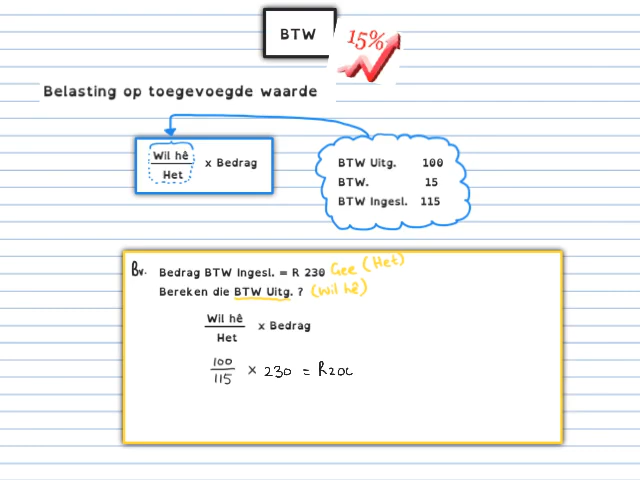 BTW
15%
Belasting op toegevoegde waarde
Wil hê
Het
x Bedrag
BTW Uitg. 100
BTW. 15
BTW Ingesl. 115
Bv. Bedrag BTW Ingesl. = R 230 Gee (Het)
Bereken die BTW Uitg. ? (Wil hê)
Wil hê
Het
x Bedrag
100
115
x 230 = R200